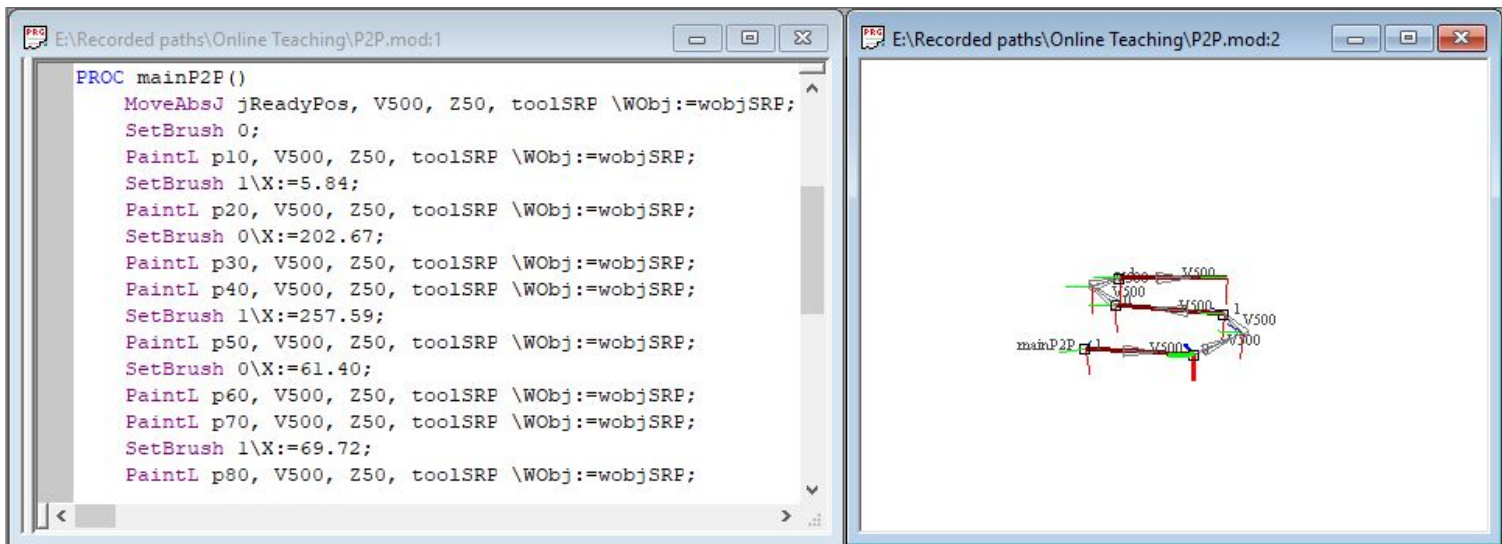 E:\Recorded paths\Online Teaching\P2P.mod:1
PROC mainP2P()
MoveAbsJ jReadyPos, V500, Z50, toolSRP \WObj:=wobjSRP;
SetBrush 0;
PaintL p10, V500, Z50, toolSRP \WObj:=wobjSRP;
SetBrush 1\X:=5.84;
PaintL p20, V500, Z50, toolSRP \WObj:=wobjSRP;
SetBrush 0\X:=202.67;
PaintL p30, V500, Z50, toolSRP \WObj:=wobjSRP;
PaintL p40, V500, Z50, toolSRP \WObj:=wobjSRP;
SetBrush 1\X:=257.59;
PaintL p50, V500, Z50, toolSRP \WObj:=wobjSRP;
SetBrush 0\X:=61.40;
PaintL p60, V500, Z50, toolSRP \WObj:=wobjSRP;
PaintL p70, V500, Z50, toolSRP \WObj:=wobjSRP;
SetBrush 1\X:=69.72;
PaintL p80, V500, Z50, toolSRP \WObj:=wobjSRP;
E:\Recorded paths\Online Teaching\P2P.mod:2
V500 V500
V500
V500 1 V500
mainP2P 1 V500 V500